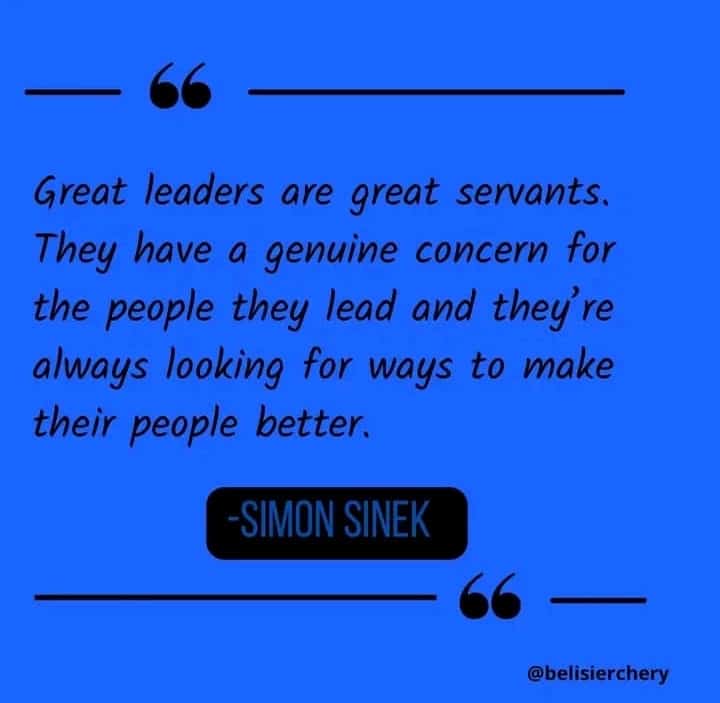 ❝
Great leaders are great servants.
They have a genuine concern for
the people they lead and they’re
always looking for ways to make
their people better.
-SIMON SINEK
❝
@belisierchery